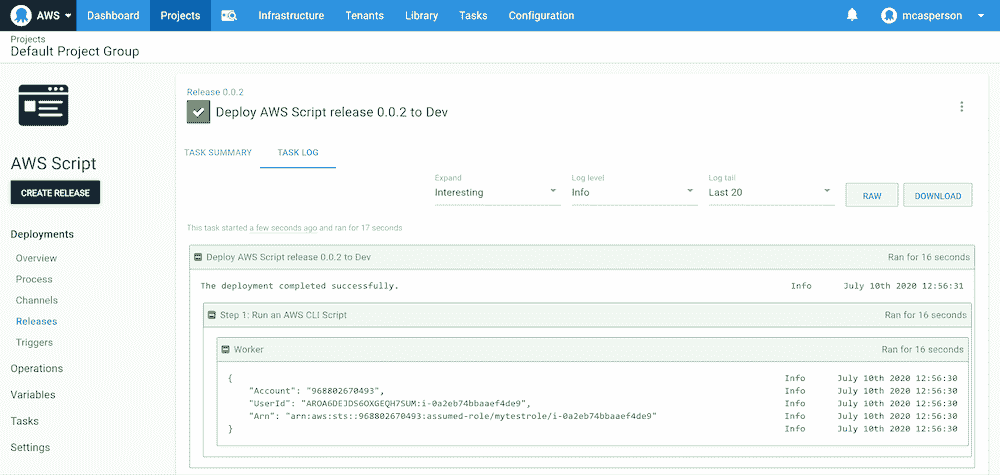 AWS Dashboard Projects Infrastructure Tenants Library Tasks Configuration mcasperson
Projects
Default Project Group
AWS Script
CREATE RELEASE
Deployments
Overview
Process
Channels
Releases
Triggers
Operations
Variables
Tasks
Settings
Release 0.0.2
Deploy AWS Script release 0.0.2 to Dev
TASK SUMMARY TASK LOG
Expand Log level Log tail
Interesting Info Last 20 RAW DOWNLOAD
This task started a few seconds ago and ran for 17 seconds
Deploy AWS Script release 0.0.2 to Dev Ran for 16 seconds
The deployment completed successfully. Info July 10th 2020 12:56:31
Step 1: Run an AWS CLI Script Ran for 16 seconds
Worker Ran for 16 seconds
{ Info July 10th 2020 12:56:30
"Account": "968802670493", Info July 10th 2020 12:56:30
"UserId": "AROA6DEJDS6OXGEQH7SUM:i-0a2eb74bbaaef4de9", Info July 10th 2020 12:56:30
"Arn": "arn:aws:sts::968802670493:assumed-role/mytestrole/i-0a2eb74bbaaef4de9" Info July 10th 2020 12:56:30
} Info July 10th 2020 12:56:30